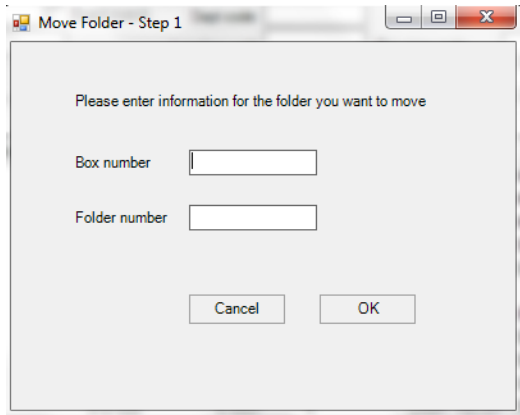 Move Folder - Step 1
Please enter information for the folder you want to move
Box number
Folder number
Cancel OK